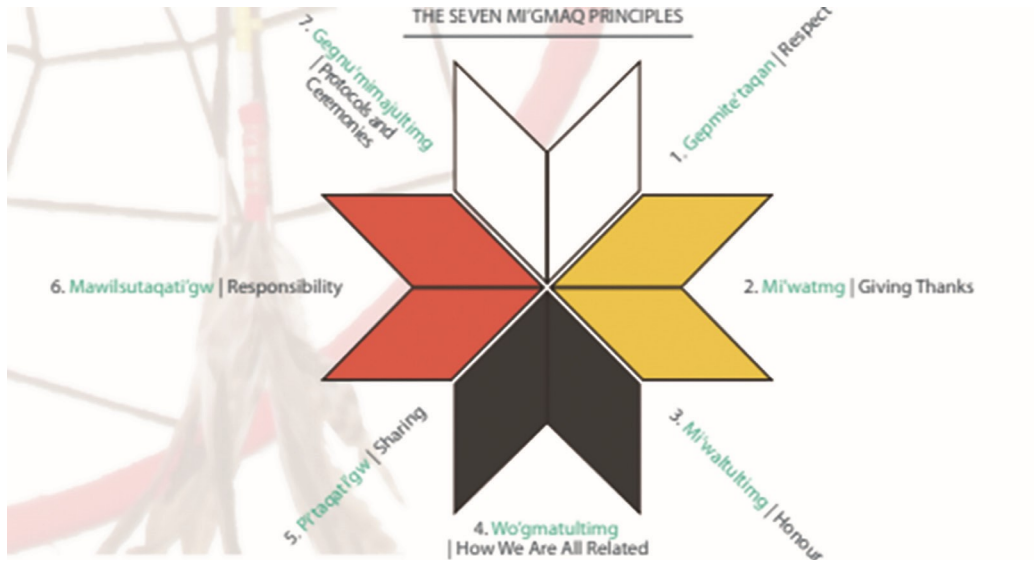 THE SEVEN MI'GMAQ PRINCIPLES
1. Gepmite'taqan | Respect
2. Mi'watmg | Giving Thanks
3. Mi'waltultimg | Honour
4. Wo'gmatultimg
| How We Are All Related
5. Pi'taqati'gw | Sharing
6. Mawilsutaqati'gw | Responsibility
7. Gegnu'mimajultimg
| Protocols and
Ceremonies